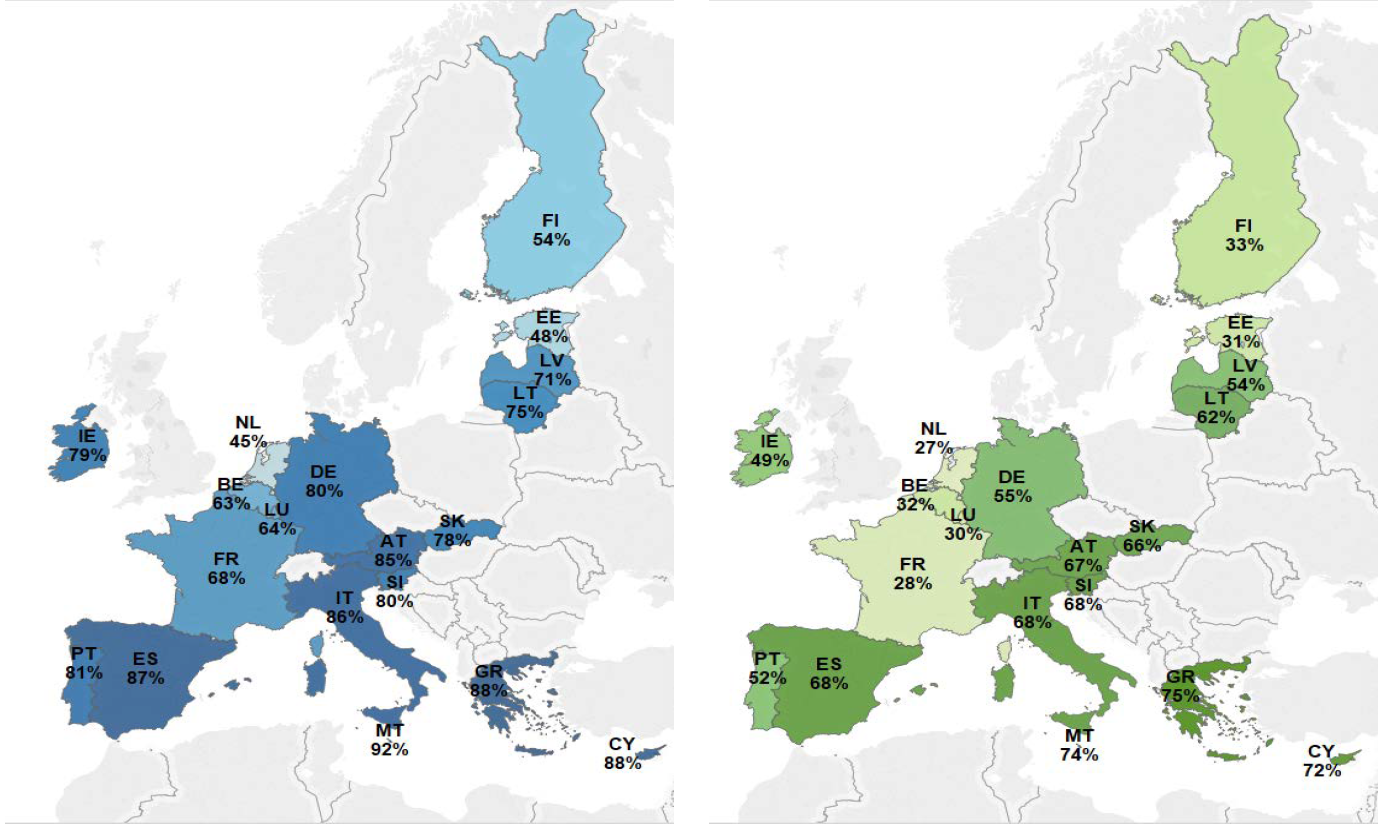 FI
54%
EE
48%
LV
71%
LT
75%
IE
79%
NL
45%
DE
80%
BE
63%
LU
64%
SK
78%
AT
85%
FR
68%
SI
80%
IT
86%
PT
81%
ES
87%
GR
88%
MT
92%
CY
88%
FI
33%
EE
31%
LV
54%
LT
62%
IE
49%
NL
27%
DE
55%
BE
32%
LU
30%
SK
66%
AT
67%
FR
28%
SI
68%
IT
68%
PT
52%
ES
68%
GR
75%
MT
74%
CY
72%